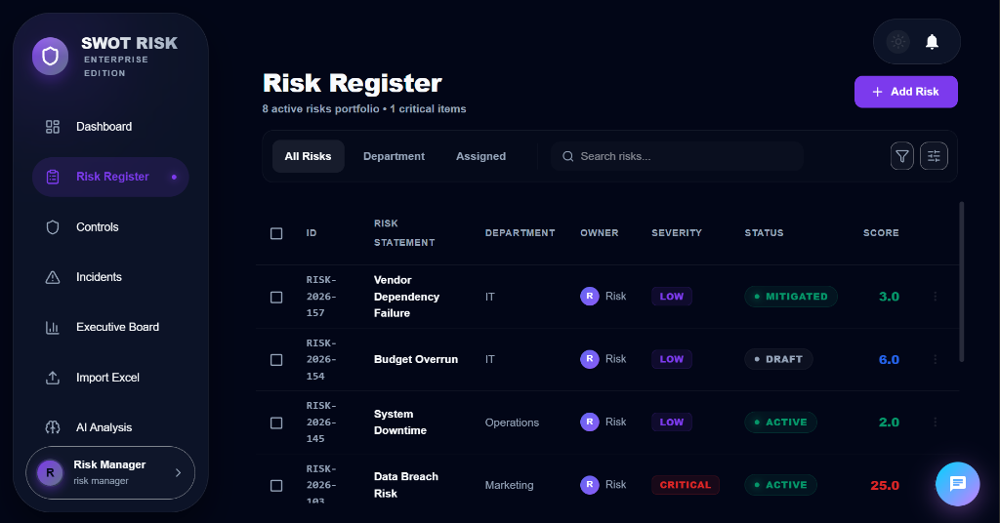 SWOT RISK
ENTERPRISE
EDITION
Dashboard
Risk Register
Controls
Incidents
Executive Board
Import Excel
AI Analysis
R
Risk Manager
risk manager
Risk Register
8 active risks portfolio • 1 critical items
+ Add Risk
All Risks Department Assigned Search risks...
ID RISK STATEMENT DEPARTMENT OWNER SEVERITY STATUS SCORE
RISK-
2026-
157
Vendor
Dependency
Failure
IT
R Risk
LOW
MITIGATED
3.0
RISK-
2026-
154
Budget Overrun
IT
R Risk
LOW
DRAFT
6.0
RISK-
2026-
145
System
Downtime
Operations
R Risk
LOW
ACTIVE
2.0
RISK-
2026-
103
Data Breach
Risk
Marketing
R Risk
CRITICAL
ACTIVE
25.0